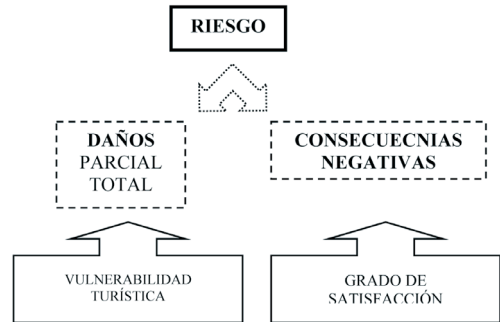 RIESGO
DAÑOS
PARCIAL
TOTAL
CONSECUECNIAS
NEGATIVAS
VULNERABILIDAD
TURÍSTICA
GRADO DE
SATISFACCIÓN